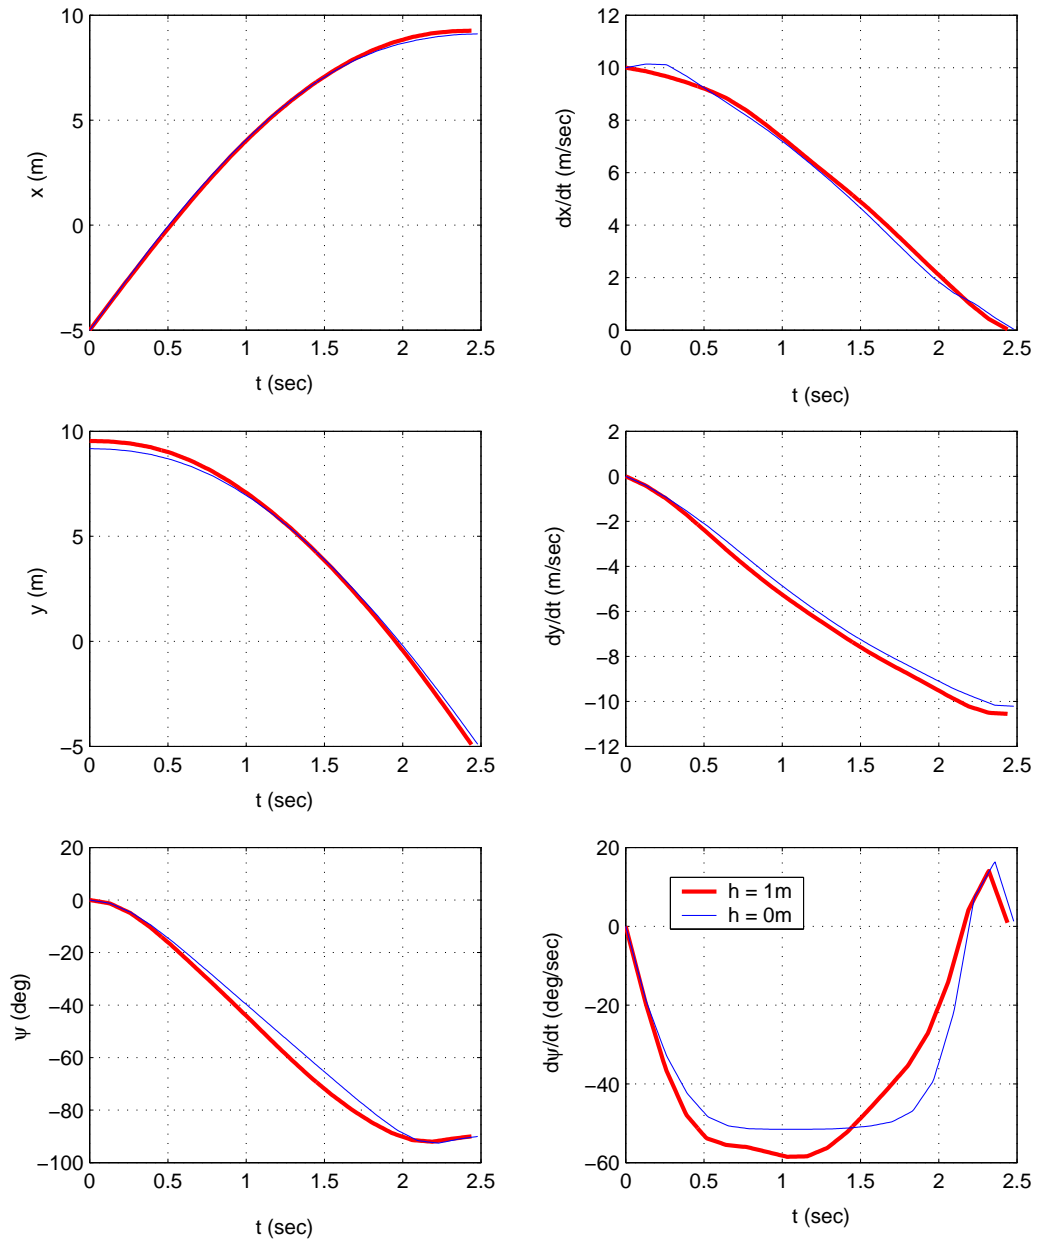 10
5
0
−5
x (m)
0 0.5 1 1.5 2 2.5
t (sec)
12
10
8
6
4
2
0
dx/dt (m/sec)
0 0.5 1 1.5 2 2.5
t (sec)
10
5
0
−5
y (m)
0 0.5 1 1.5 2 2.5
t (sec)
2
0
−2
−4
−6
−8
−10
−12
dy/dt (m/sec)
0 0.5 1 1.5 2 2.5
t (sec)
20
0
−20
−40
−60
−80
−100
ψ (deg)
0 0.5 1 1.5 2 2.5
t (sec)
20
0
−20
−40
−60
dψ/dt (deg/sec)
h = 1m
h = 0m
0 0.5 1 1.5 2 2.5
t (sec)